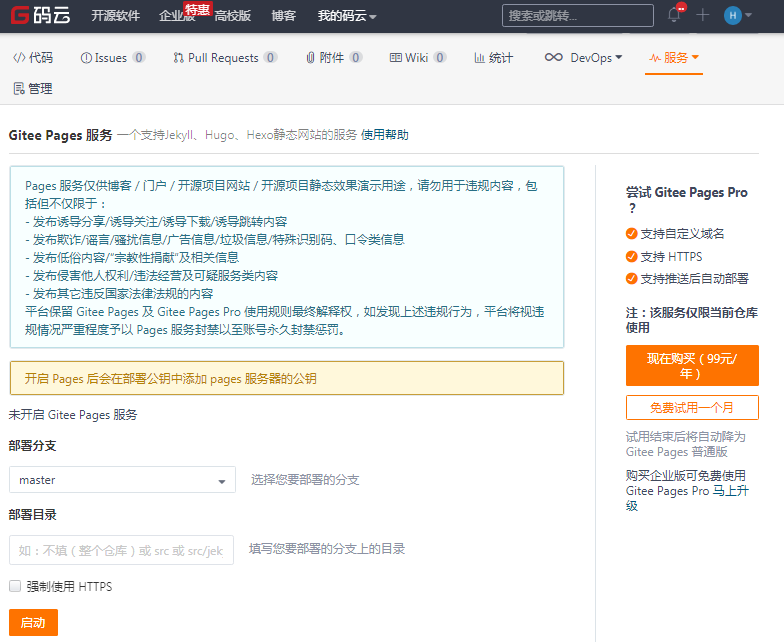 G 码云 开源软件 企业版 特惠 高校版 博客 我的码云 搜索或跳转... H
代码 Issues 0 Pull Requests 0 附件 0 Wiki 0 统计 DevOps 服务
管理
Gitee Pages 服务 一个支持Jekyll、Hugo、Hexo静态网站的服务 使用帮助
Pages 服务仅供博客 / 门户 / 开源项目网站 / 开源项目静态效果演示用途，请勿用于违规内容，包
括但不仅限于：
- 发布诱导分享/诱导关注/诱导下载/诱导跳转内容
- 发布欺诈/谣言/骚扰信息/广告信息/垃圾信息/特殊识别码、口令类信息
- 发布低俗内容/“宗教性捐献”及相关信息
- 发布侵害他人权利/违法经营及可疑服务类内容
- 发布其它违反国家法律法规的内容
平台保留 Gitee Pages 及 Gitee Pages Pro 使用规则最终解释权，如发现上述违规行为，平台将视违
规情况严重程度予以 Pages 服务封禁以至账号永久封禁惩罚。
开启 Pages 后会在部署公钥中添加 pages 服务器的公钥
未开启 Gitee Pages 服务
部署分支
master 选择您要部署的分支
部署目录
如：不填（整个仓库）或 src 或 src/jek 填写您要部署的分支上的目录
强制使用 HTTPS
启动
尝试 Gitee Pages Pro
？
支持自定义域名
支持 HTTPS
支持推送后自动部署
注：该服务仅限当前仓库
使用
现在购买（99元/
年）
免费试用一个月
试用结束后将自动降为
Gitee Pages 普通版
购买企业版可免费使用
Gitee Pages Pro 马上升
级